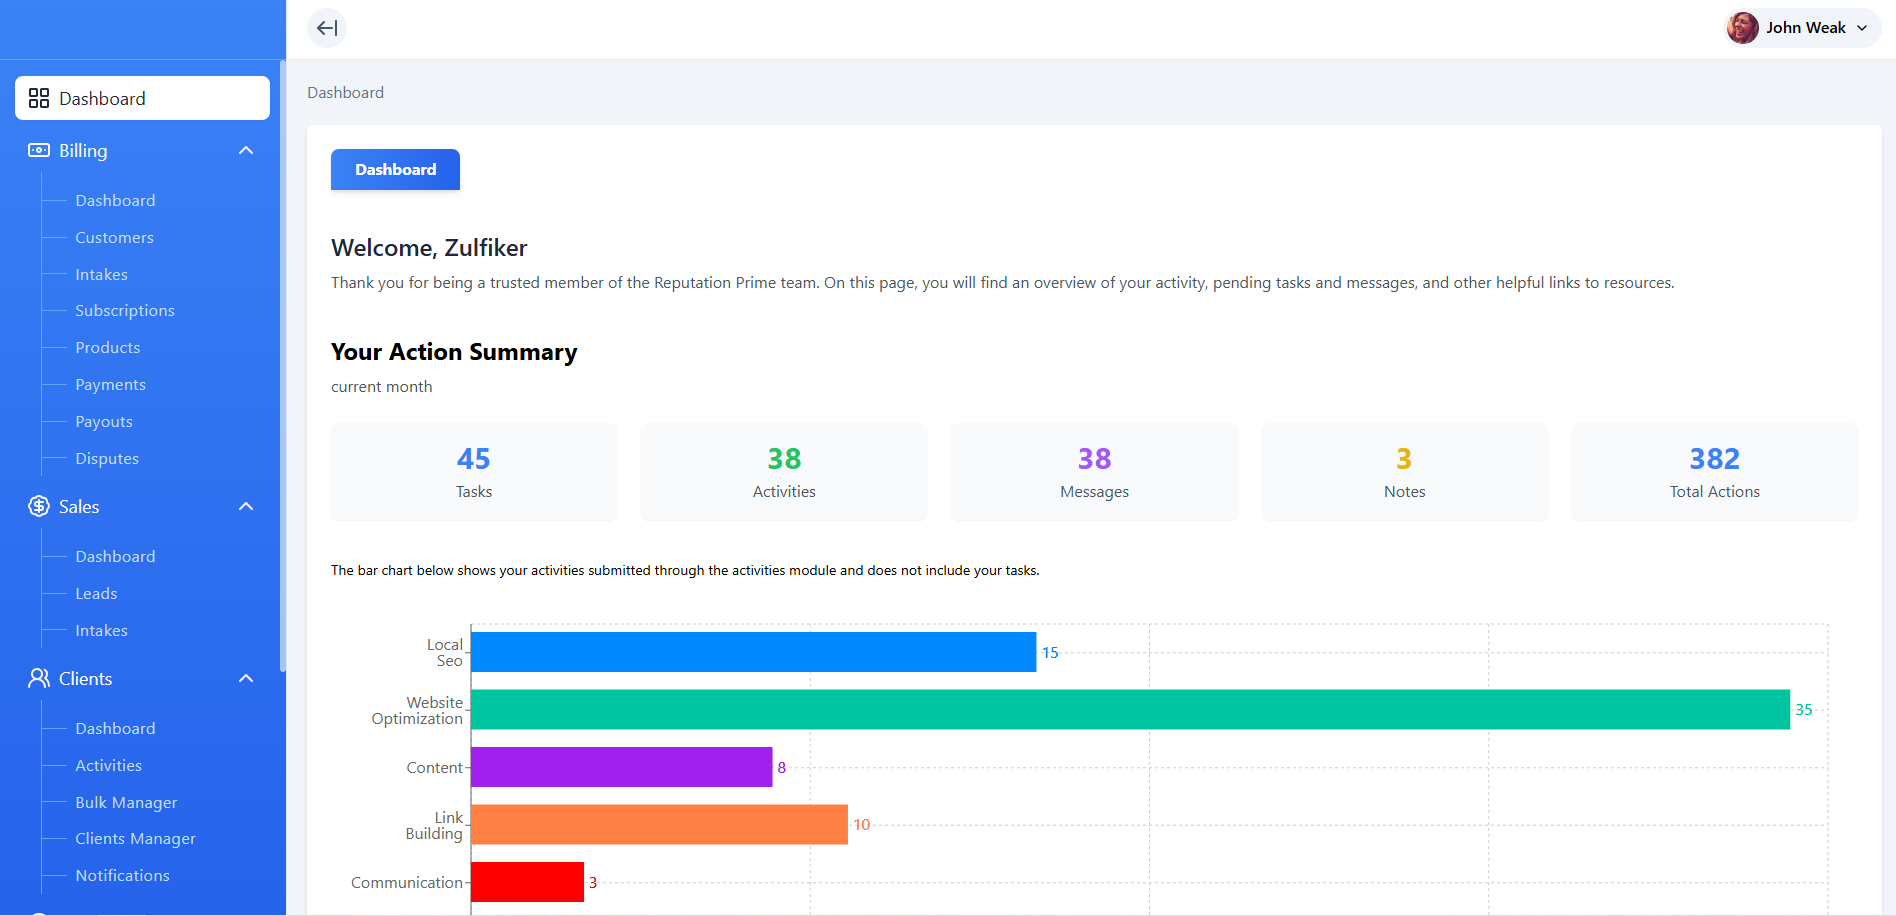 John Weak
Dashboard
Billing
Dashboard
Customers
Intakes
Subscriptions
Products
Payments
Payouts
Disputes
Sales
Dashboard
Leads
Intakes
Clients
Dashboard
Activities
Bulk Manager
Clients Manager
Notifications
Dashboard
Dashboard
Welcome, Zulfiker
Thank you for being a trusted member of the Reputation Prime team. On this page, you will find an overview of your activity, pending tasks and messages, and other helpful links to resources.
Your Action Summary
current month
45
Tasks
38
Activities
38
Messages
3
Notes
382
Total Actions
The bar chart below shows your activities submitted through the activities module and does not include your tasks.
Local
Seo
15
Website
Optimization
35
Content
8
Link
Building
10
Communication
3